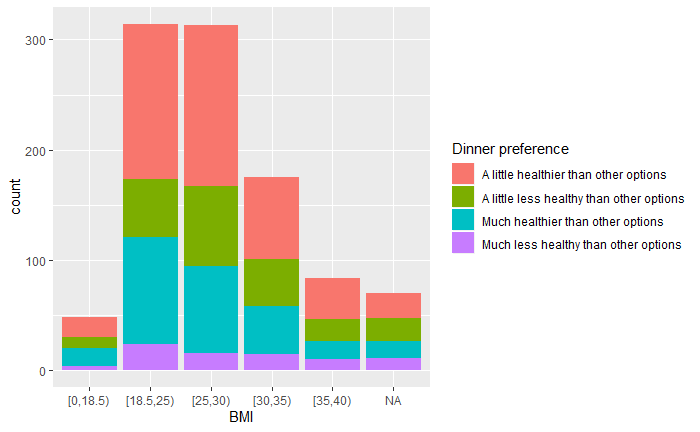 300
200
100
0
count
[0,18.5)
[18.5,25)
[25,30)
[30,35)
[35,40)
NA
BMI
Dinner preference
A little healthier than other options
A little less healthy than other options
Much healthier than other options
Much less healthy than other options